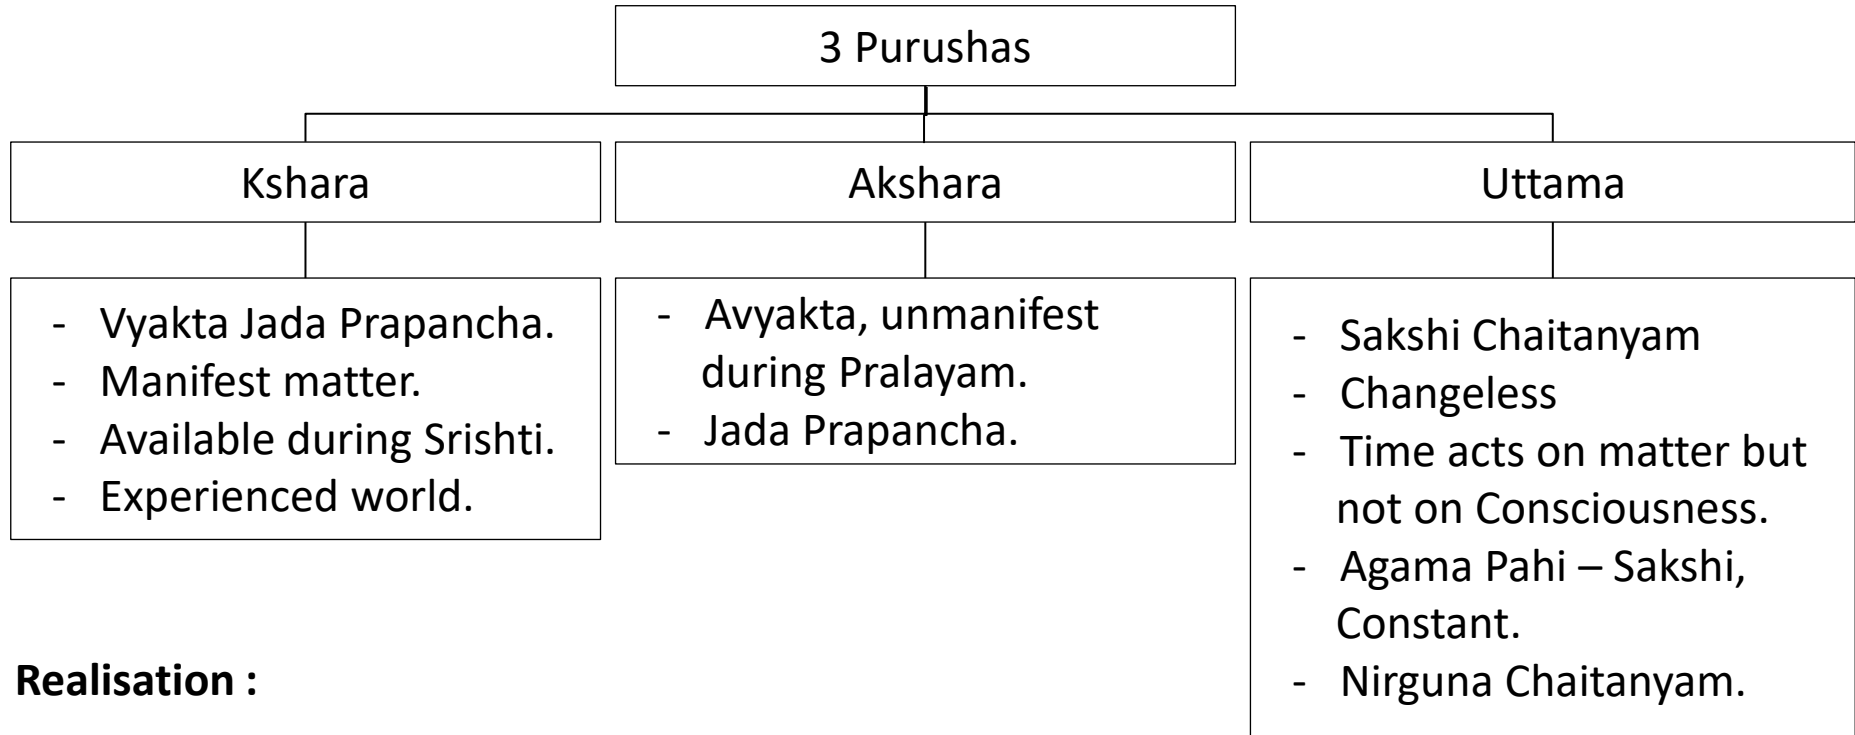 3 Purushas
Kshara
Akshara
Uttama
- Vyakta Jada Prapancha.
- Manifest matter.
- Available during Srishti.
- Experienced world.
- Avyakta, unmanifest
during Pralayam.
- Jada Prapancha.
- Sakshi Chaitanyam
- Changeless
- Time acts on matter but
not on Consciousness.
- Agama Pahi – Sakshi,
Constant.
- Nirguna Chaitanyam.
Realisation :